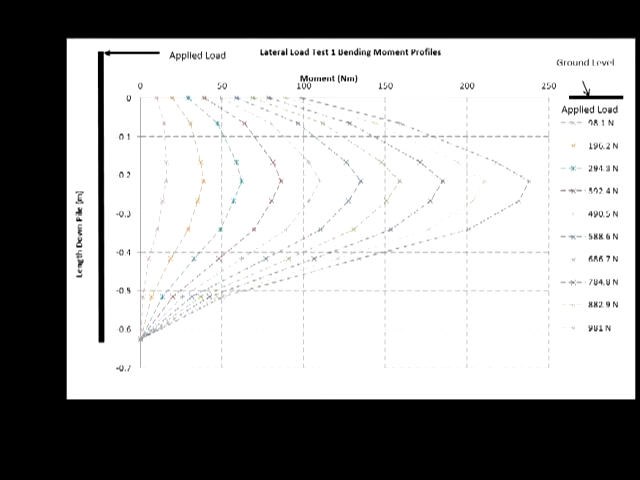 Applied Load
Lateral Load Test 1 Bending Moment Profiles
Ground Level
Moment (Nm)
0 50 100 150 200 250
Applied Load
0
-0.1
-0.2
-0.3
-0.4
-0.5
-0.6
-0.7
Length Down Pile (m)
98.1 N
196.2 N
294.3 N
392.4 N
490.5 N
588.6 N
686.7 N
784.8 N
882.9 N
981 N